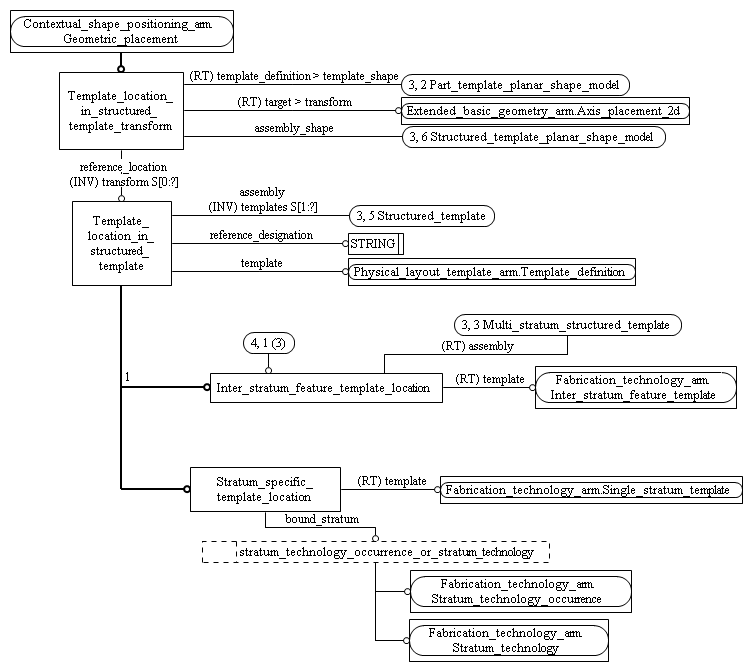 Contextual_shape_positioning_arm.
Geometric_placement
Template_location_
in_structured_
template_transform
(RT) template_definition > template_shape
3, 2 Part_template_planar_shape_model
(RT) target > transform
Extended_basic_geometry_arm.Axis_placement_2d
assembly_shape
3, 6 Structured_template_planar_shape_model
reference_location
(INV) transform S[0:?]
Template_
location_in_
structured_
template
assembly
(INV) templates S[1:?]
3, 5 Structured_template
reference_designation
STRING
template
Physical_layout_template_arm.Template_definition
1
4, 1 (3)
3, 3 Multi_stratum_structured_template
(RT) assembly
Inter_stratum_feature_template_location
(RT) template
Fabrication_technology_arm.
Inter_stratum_feature_template
Stratum_specific_
template_location
(RT) template
Fabrication_technology_arm.Single_stratum_template
bound_stratum
stratum_technology_occurrence_or_stratum_technology
Fabrication_technology_arm.
Stratum_technology_occurrence
Fabrication_technology_arm.
Stratum_technology